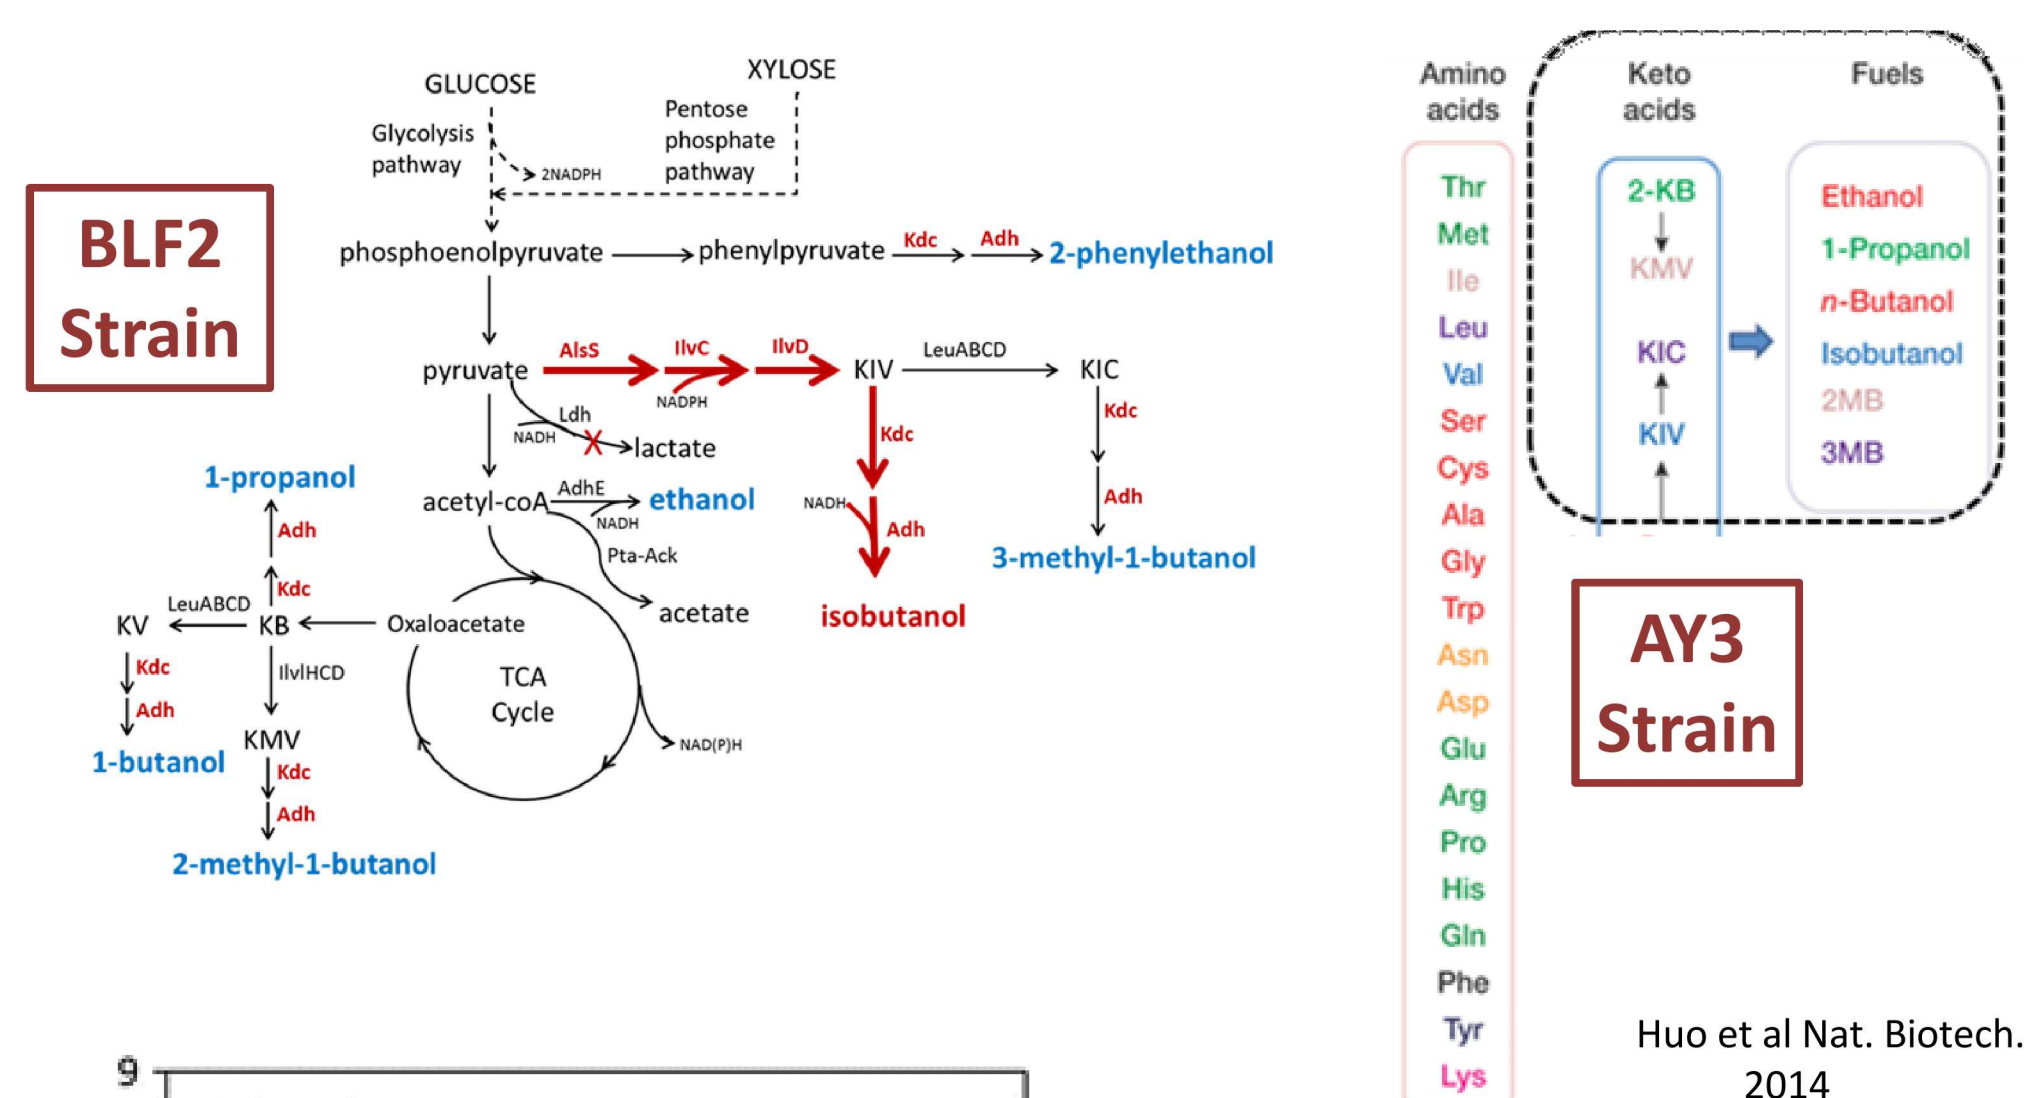 BLF2
Strain
GLUCOSE
XYLOSE
Glycolysis
pathway
2NADPH
Pentose
phosphate
pathway
phosphoenolpyruvate
phenylpyruvate
Kdc
Adh
2-phenylethanol
pyruvate
AlsS
IlvC
IlvD
NADPH
KIV
LeuABCD
KIC
Ldh
NADH
X
lactate
Kdc
Kdc
1-propanol
acetyl-coA
AdhE
NADH
ethanol
NADH
Adh
Adh
Adh
Pta-Ack
3-methyl-1-butanol
Kdc
acetate
isobutanol
LeuABCD
KV
KB
Oxaloacetate
Kdc
IlvIHCD
TCA
Cycle
Adh
KMV
NAD(P)H
1-butanol
Kdc
Adh
2-methyl-1-butanol
9
Amino
acids
Thr
Met
Ile
Leu
Val
Ser
Cys
Ala
Gly
Trp
Asn
Asp
Glu
Arg
Pro
His
Gln
Phe
Tyr
Lys
Keto
acids
2-KB
KMV
KIC
KIV
Fuels
Ethanol
1-Propanol
n-Butanol
Isobutanol
2MB
3MB
AY3
Strain
Huo et al Nat. Biotech.
2014